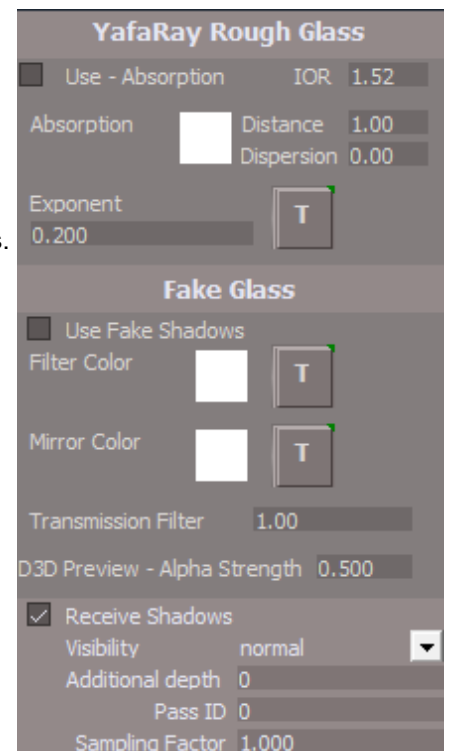 YafaRay Rough Glass
Use - Absorption IOR 1.52
Absorption Distance 1.00
Dispersion 0.00
Exponent T
0.200
s.
Fake Glass
Use Fake Shadows
Filter Color T
Mirror Color T
Transmission Filter 1.00
D3D Preview - Alpha Strength 0.500
Receive Shadows
Visibility normal
Additional depth 0
Pass ID 0
Sampling Factor 1.000